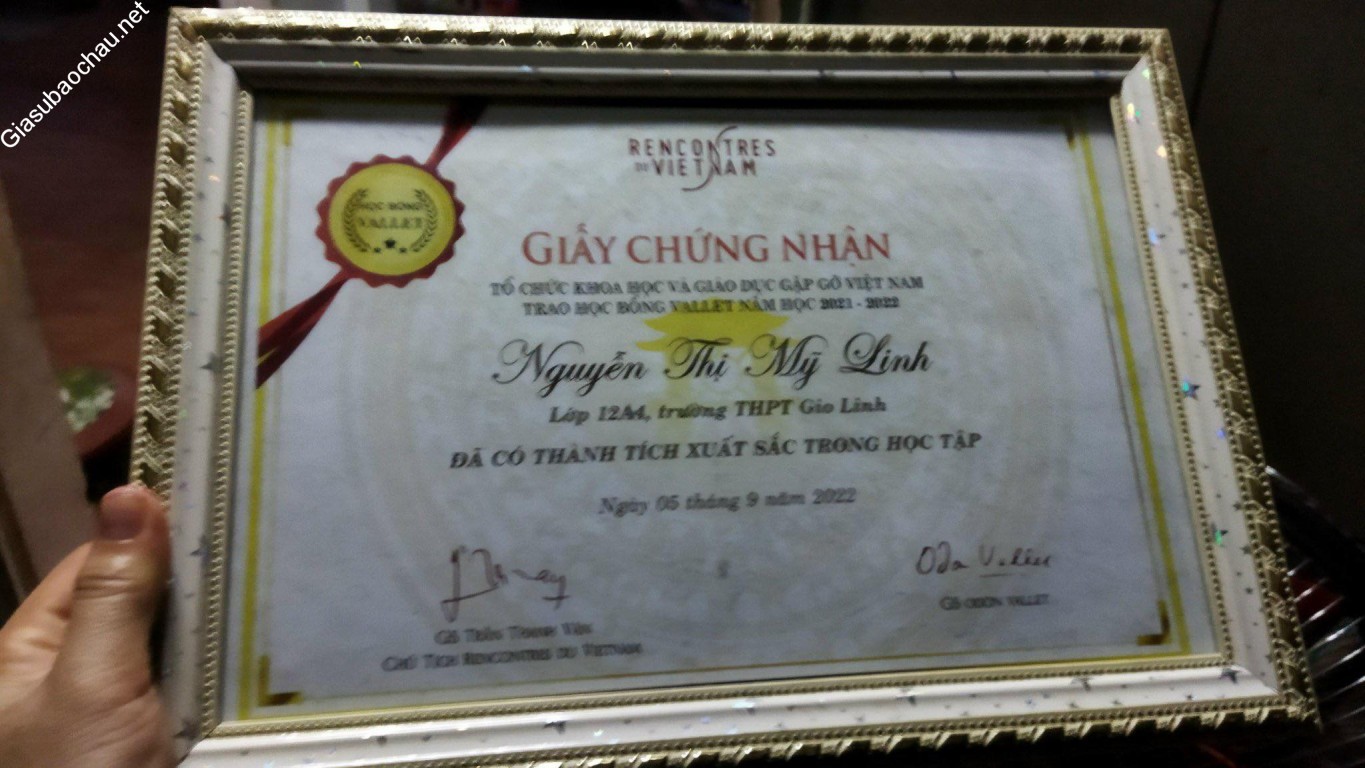 Giasubaochau.net
RENCONTRES
DU VIETNAM
HỌC BỔNG
VALLET
GIẤY CHỨNG NHẬN
TỔ CHỨC KHOA HỌC VÀ GIÁO DỤC GẶP GỠ VIỆT NAM
TRAO HỌC BỔNG VALLET NĂM HỌC 2021 - 2022
Nguyễn Thị Mỹ Linh
Lớp 12A4, trường THPT Gio Linh
ĐÃ CÓ THÀNH TÍCH XUẤT SẮC TRONG HỌC TẬP
Ngày 05 tháng 9 năm 2022
Odon Vallet
GS Trần Thanh Vân
CHỦ TỊCH RENCONTRES DU VIETNAM
GS ODON VALLET